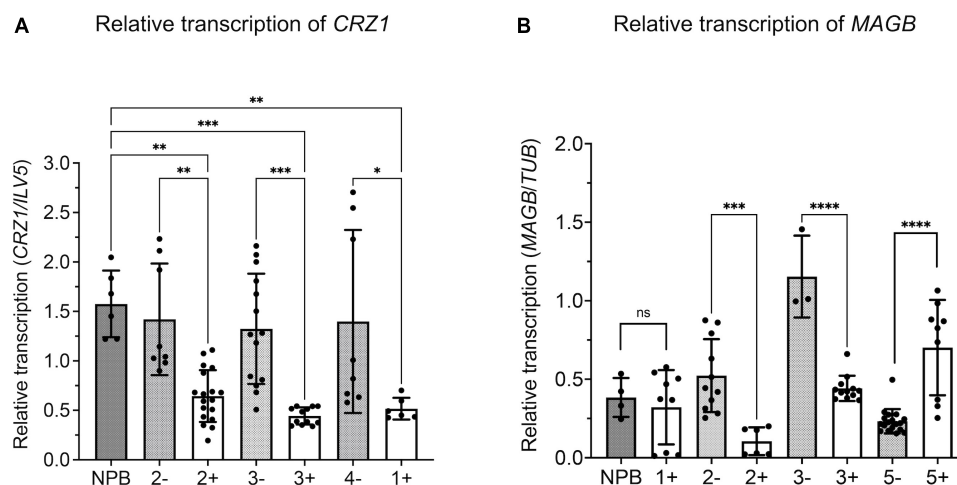 A Relative transcription of CRZ1
Relative transcription (CRZ1/ILV5)
3.0
2.5
2.0
1.5
1.0
0.5
0.0
**
***
**
** *** *
NPB 2- 2+ 3- 3+ 4- 1+
B Relative transcription of MAGB
Relative transcription (MAGB/TUB)
2.0
1.5
1.0
0.5
0.0
ns *** **** ****
NPB 1+ 2- 2+ 3- 3+ 5- 5+